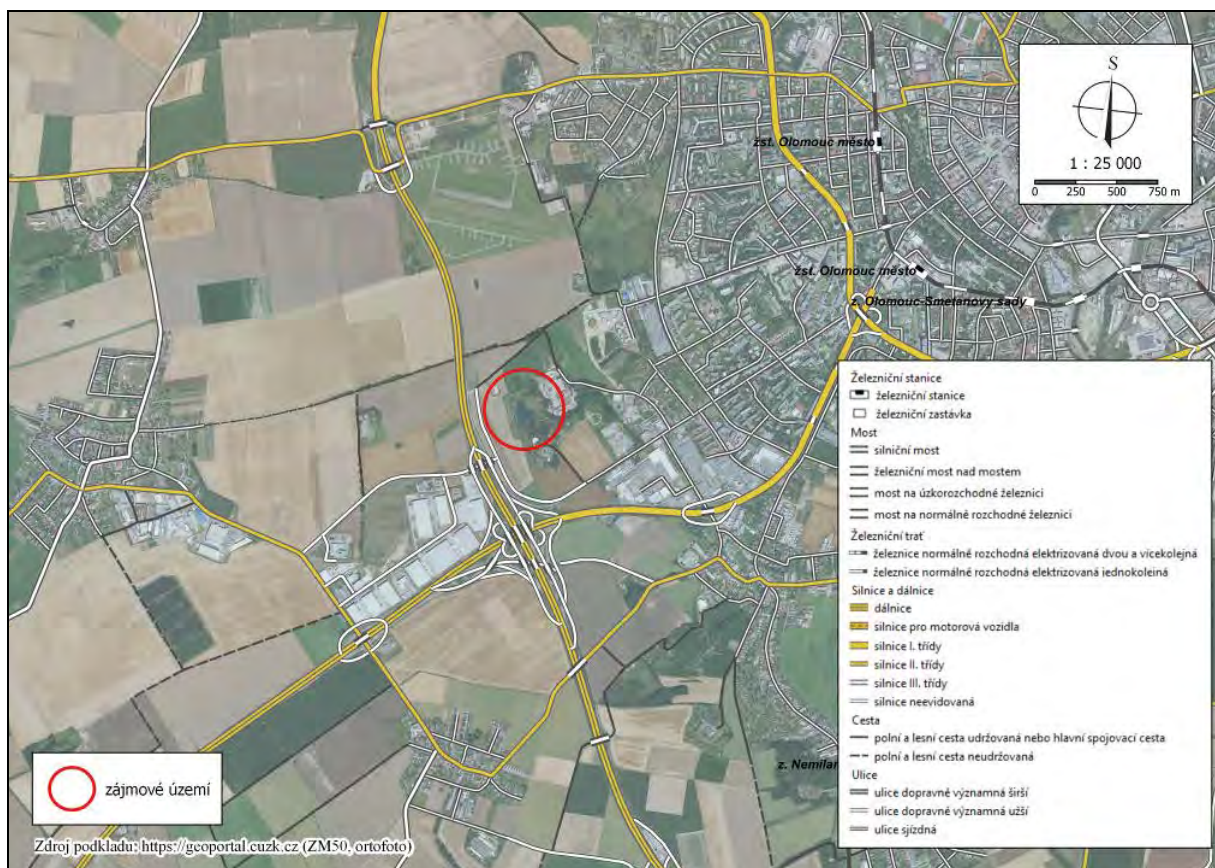 S
1 : 25 000
0 250 500 750 m
žst. Olomouc město
žst. Olomouc město
z. Olomouc-Smetanovy sady
Železniční stanice
železniční stanice
železniční zastávka
Most
silniční most
železniční most nad mostem
most na úzkorozchodné železnici
most na normálné rozchodné železnici
Železniční trať
železnice normálně rozchodná elektrizovaná dvou a vícekolejná
železnice normálně rozchodná elektrizovaná jednokolejná
Silnice a dálnice
dálnice
silnice pro motorová vozidla
silnice I. třídy
silnice II. třídy
silnice III. třídy
silnice neevidovaná
Cesta
polní a lesní cesta udržovaná nebo hlavní spojovací cesta
polní a lesní cesta neudržovaná
z. Nemilan
Ulice
ulice dopravně významná širší
ulice dopravně významná užší
ulice sjízdná
zájmové území
Zdroj podkladu: https://geoportal.cuzk.cz (ZM50, ortofoto)